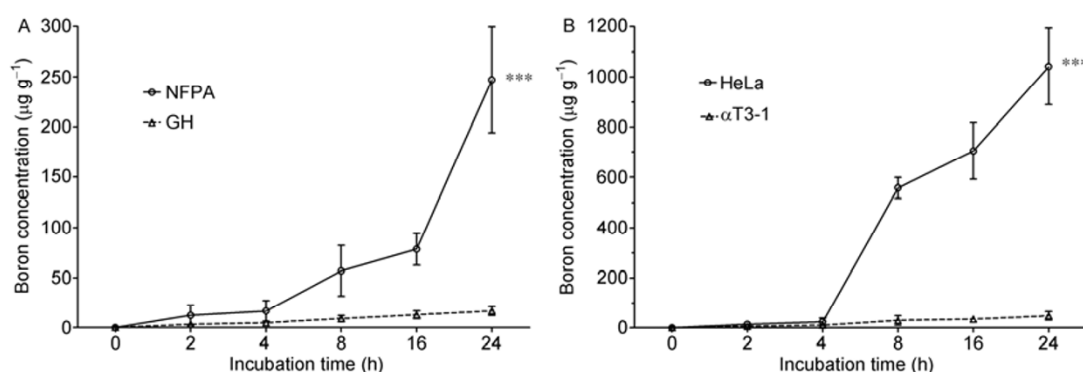 A
Boron concentration (µg g⁻¹)
300
250
200
150
100
50
0
NFPA
GH
***
0 2 4 8 16 24
Incubation time (h)
B
Boron concentration (µg g⁻¹)
1200
1000
800
600
400
200
0
HeLa
αT3-1
***
0 2 4 8 16 24
Incubation time (h)